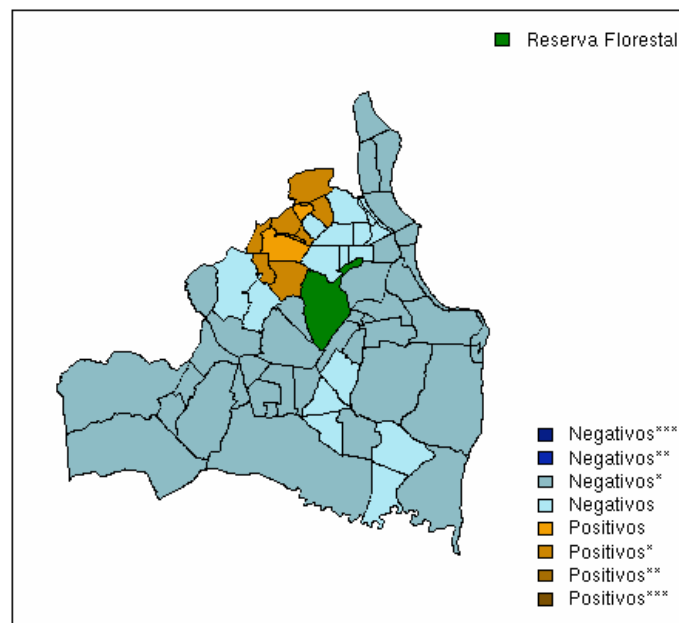 Reserva Florestal
Negativos***
Negativos**
Negativos*
Negativos
Positivos
Positivos*
Positivos**
Positivos***